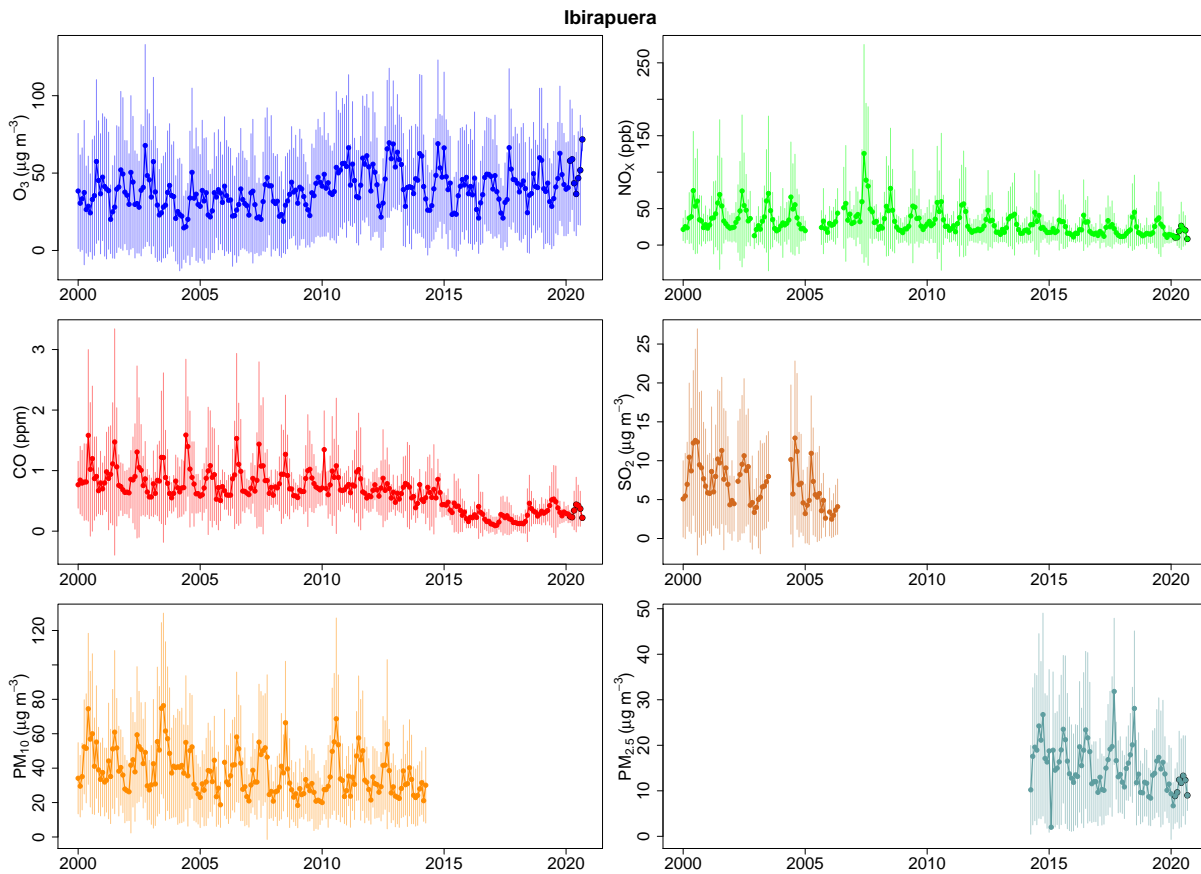 Ibirapuera
O₃ (µg m⁻³)
0 50 100
2000 2005 2010 2015 2020
NOₓ (ppb)
0 50 150 250
2000 2005 2010 2015 2020
CO (ppm)
0 1 2 3
2000 2005 2010 2015 2020
SO₂ (µg m⁻³)
0 5 10 15 20 25
2000 2005 2010 2015 2020
PM₁₀ (µg m⁻³)
0 20 40 60 80 120
2000 2005 2010 2015 2020
PM₂.₅ (µg m⁻³)
0 10 20 30 40 50
2000 2005 2010 2015 2020